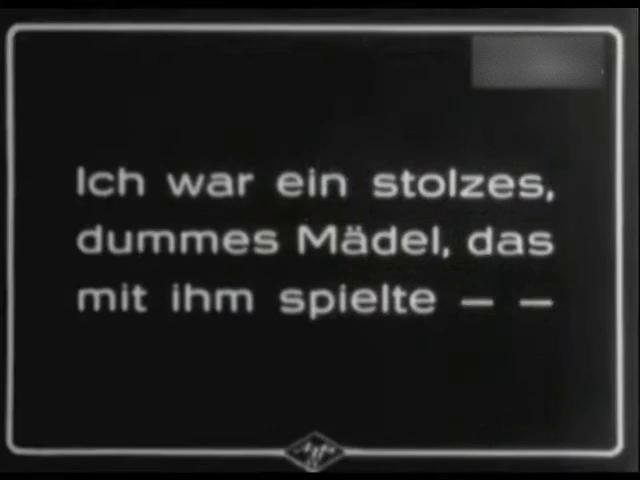 Ich war ein stolzes,
dummes Mädel, das
mit ihm spielte — —